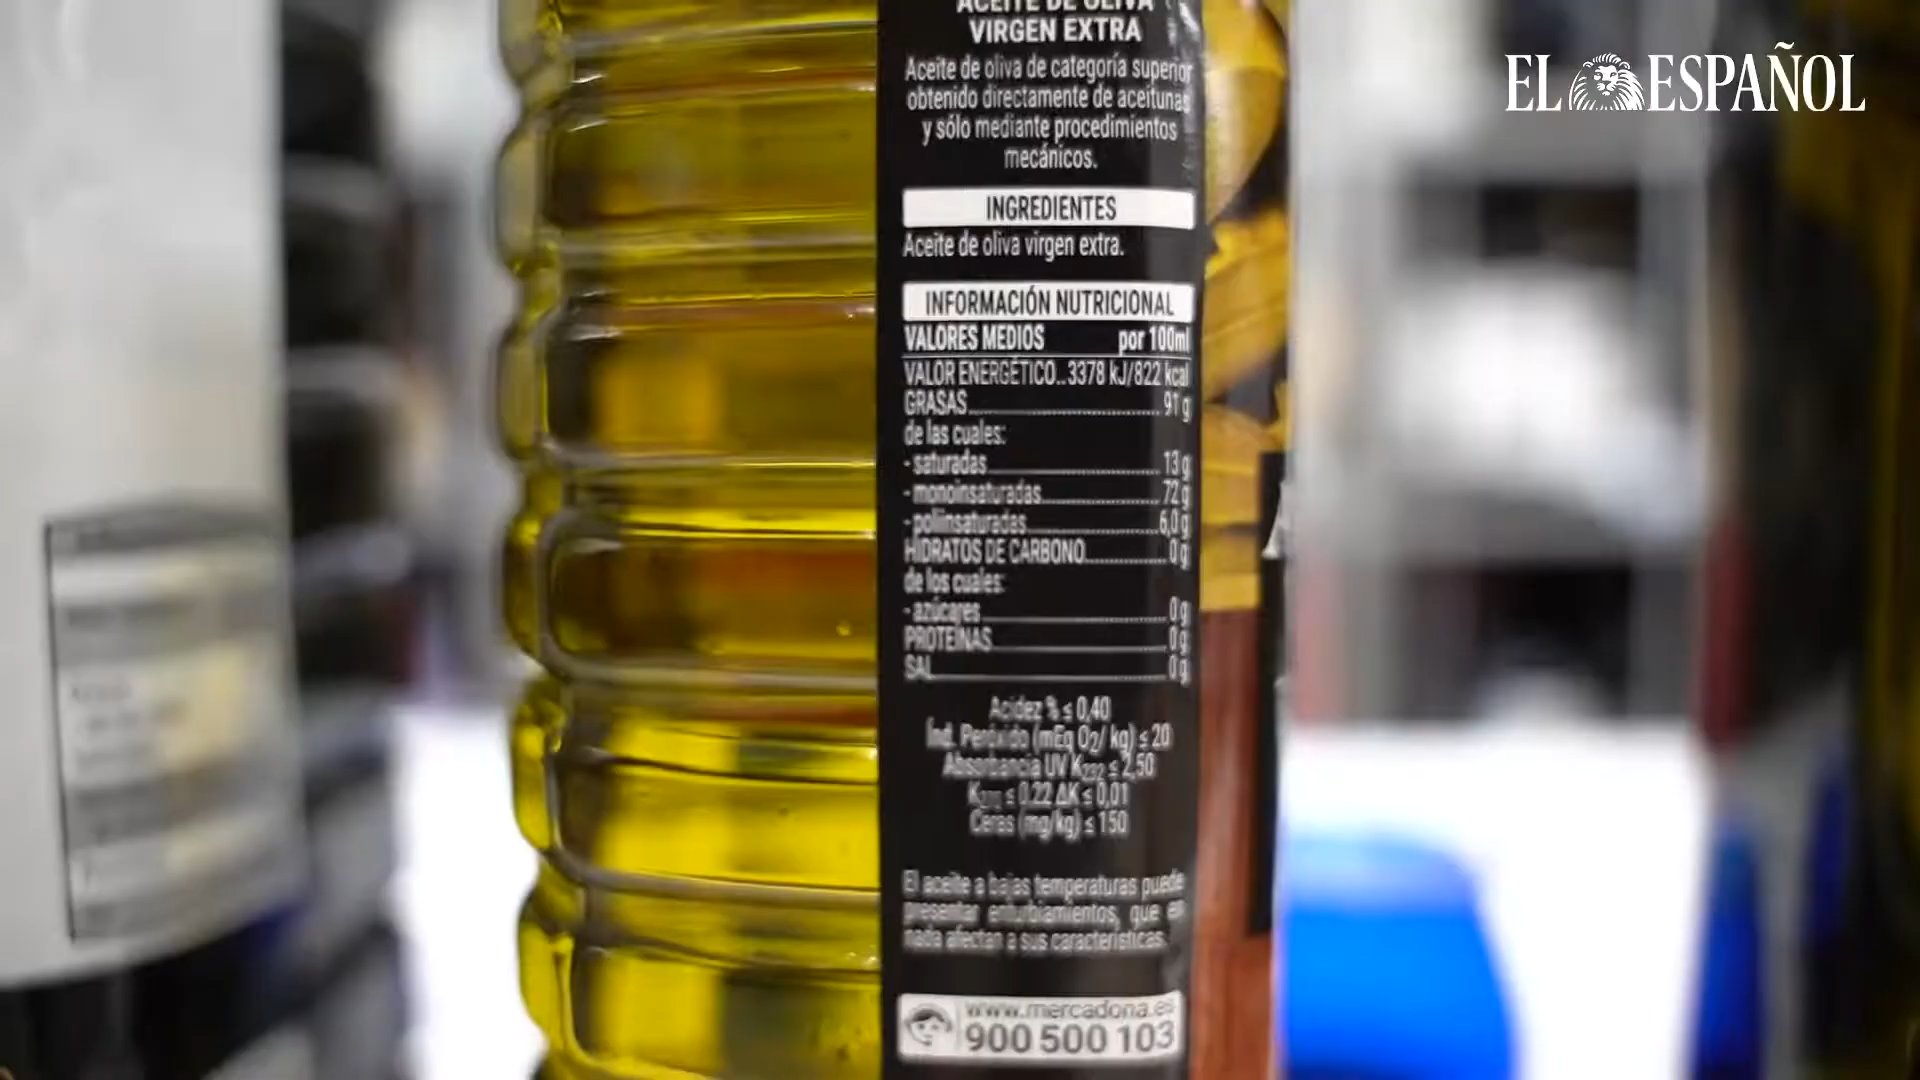 EL ESPAÑOL
ACEITE DE OLIVA
VIRGEN EXTRA
Aceite de oliva de categoría superior
obtenido directamente de aceitunas
y sólo mediante procedimientos
mecánicos.
INGREDIENTES
Aceite de oliva virgen extra.
INFORMACIÓN NUTRICIONAL
VALORES MEDIOS por 100ml
VALOR ENERGÉTICO..3378 kJ/822 kcal
GRASAS 91 g
de las cuales:
- saturadas 13 g
- monoinsaturadas 72 g
- poliinsaturadas 6,0 g
HIDRATOS DE CARBONO 0 g
de los cuales:
- azúcares 0 g
PROTEÍNAS 0 g
SAL 0 g
Acidez % ≤ 0,40
Índ. Peróxido (mEq O2/ kg) ≤ 20
Absorbancia UV K232 ≤ 2,50
K270 ≤ 0,22 ΔK ≤ 0,01
Ceras (mg/kg) ≤ 150
El aceite a bajas temperaturas puede
presentar enturbiamientos, que en
nada afectan a sus características.
www.mercadona.es
900 500 103